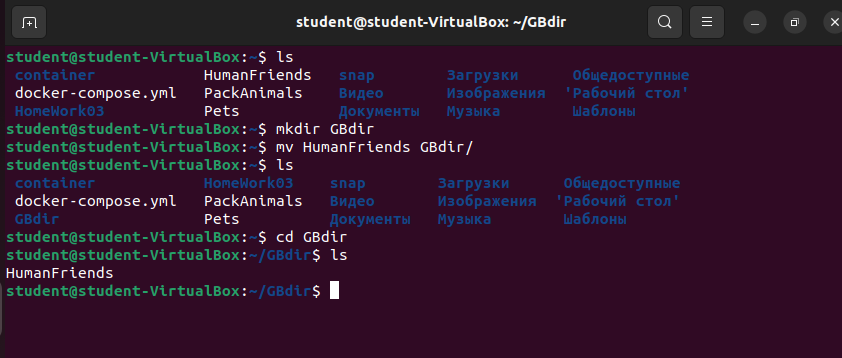 student@student-VirtualBox: ~/GBdir
student@student-VirtualBox:~$ ls
container HumanFriends snap Загрузки Общедоступные
docker-compose.yml PackAnimals Видео Изображения 'Рабочий стол'
HomeWork03 Pets Документы Музыка Шаблоны
student@student-VirtualBox:~$ mkdir GBdir
student@student-VirtualBox:~$ mv HumanFriends GBdir/
student@student-VirtualBox:~$ ls
container HomeWork03 snap Загрузки Общедоступные
docker-compose.yml PackAnimals Видео Изображения 'Рабочий стол'
GBdir Pets Документы Музыка Шаблоны
student@student-VirtualBox:~$ cd GBdir
student@student-VirtualBox:~/GBdir$ ls
HumanFriends
student@student-VirtualBox:~/GBdir$